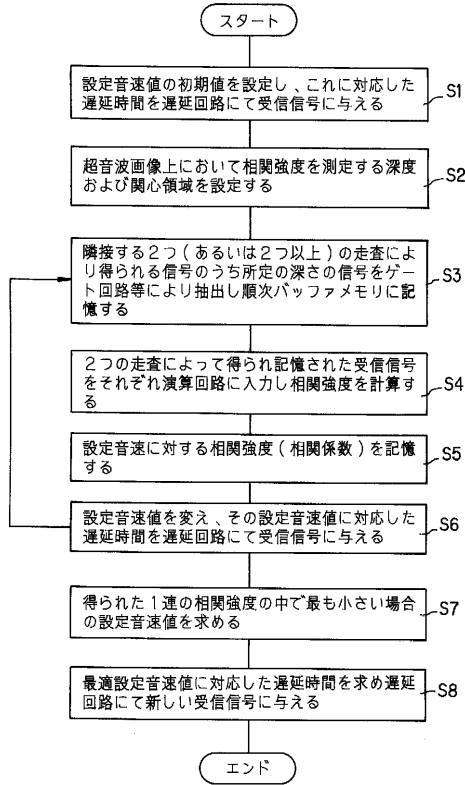 スタート
設定音速値の初期値を設定し、これに対応した
遅延時間を遅延回路にて受信信号に与える
S1
超音波画像上において相関強度を測定する深度
および関心領域を設定する
S2
隣接する2つ(あるいは2つ以上)の走査によ
り得られる信号のうち所定の深さの信号をゲー
ト回路等により抽出し順次バッファメモリに記
憶する
S3
2つの走査によって得られ記憶された受信信号
をそれぞれ演算回路に入力し相関強度を計算す
る
S4
設定音速に対する相関強度(相関係数)を記憶
する
S5
設定音速値を変え、その設定音速値に対応した
遅延時間を遅延回路にて受信信号に与える
S6
得られた1連の相関強度の中で最も小さい場合
の設定音速値を求める
S7
最適設定音速値に対応した遅延時間を求め遅延
回路にて新しい受信信号に与える
S8
エンド